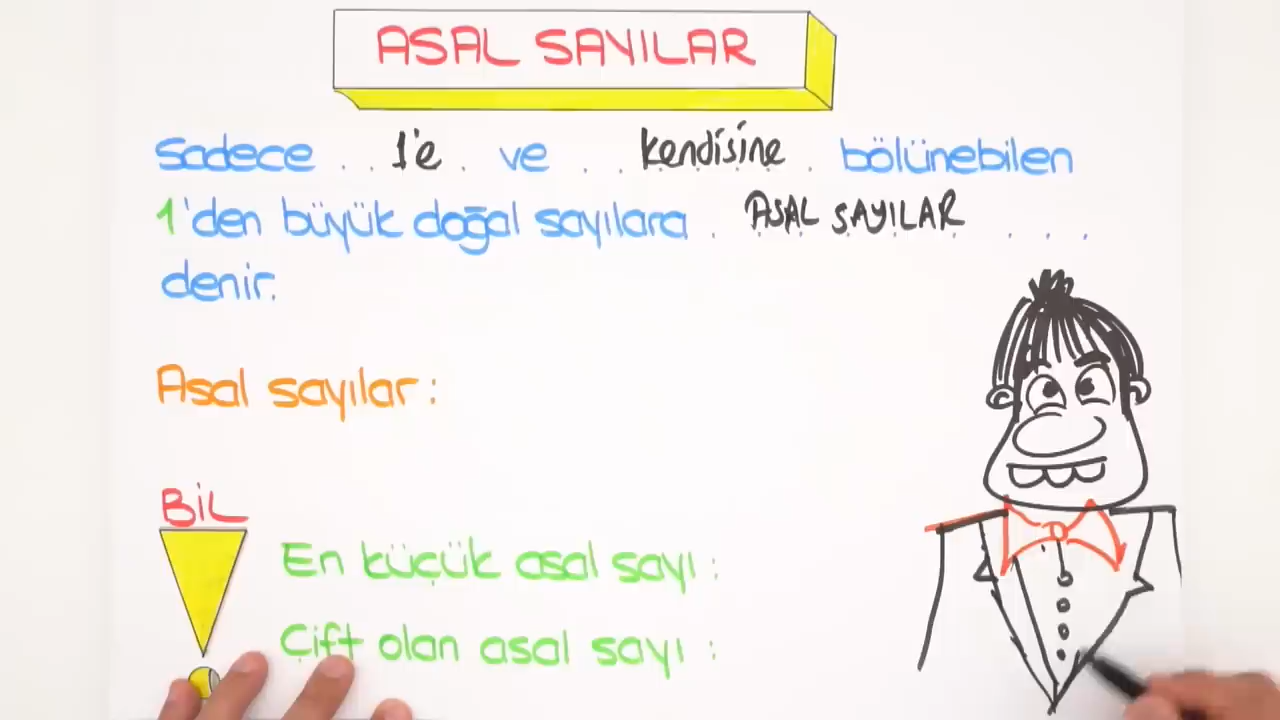 ASAL SAYILAR
Sadece . . 1'e . ve . . kendisine . bölünebilen
1'den büyük doğal sayılara . ASAL SAYILAR . . .
denir.
Asal sayılar :
BİL
En küçük asal sayı :
Çift olan asal sayı :